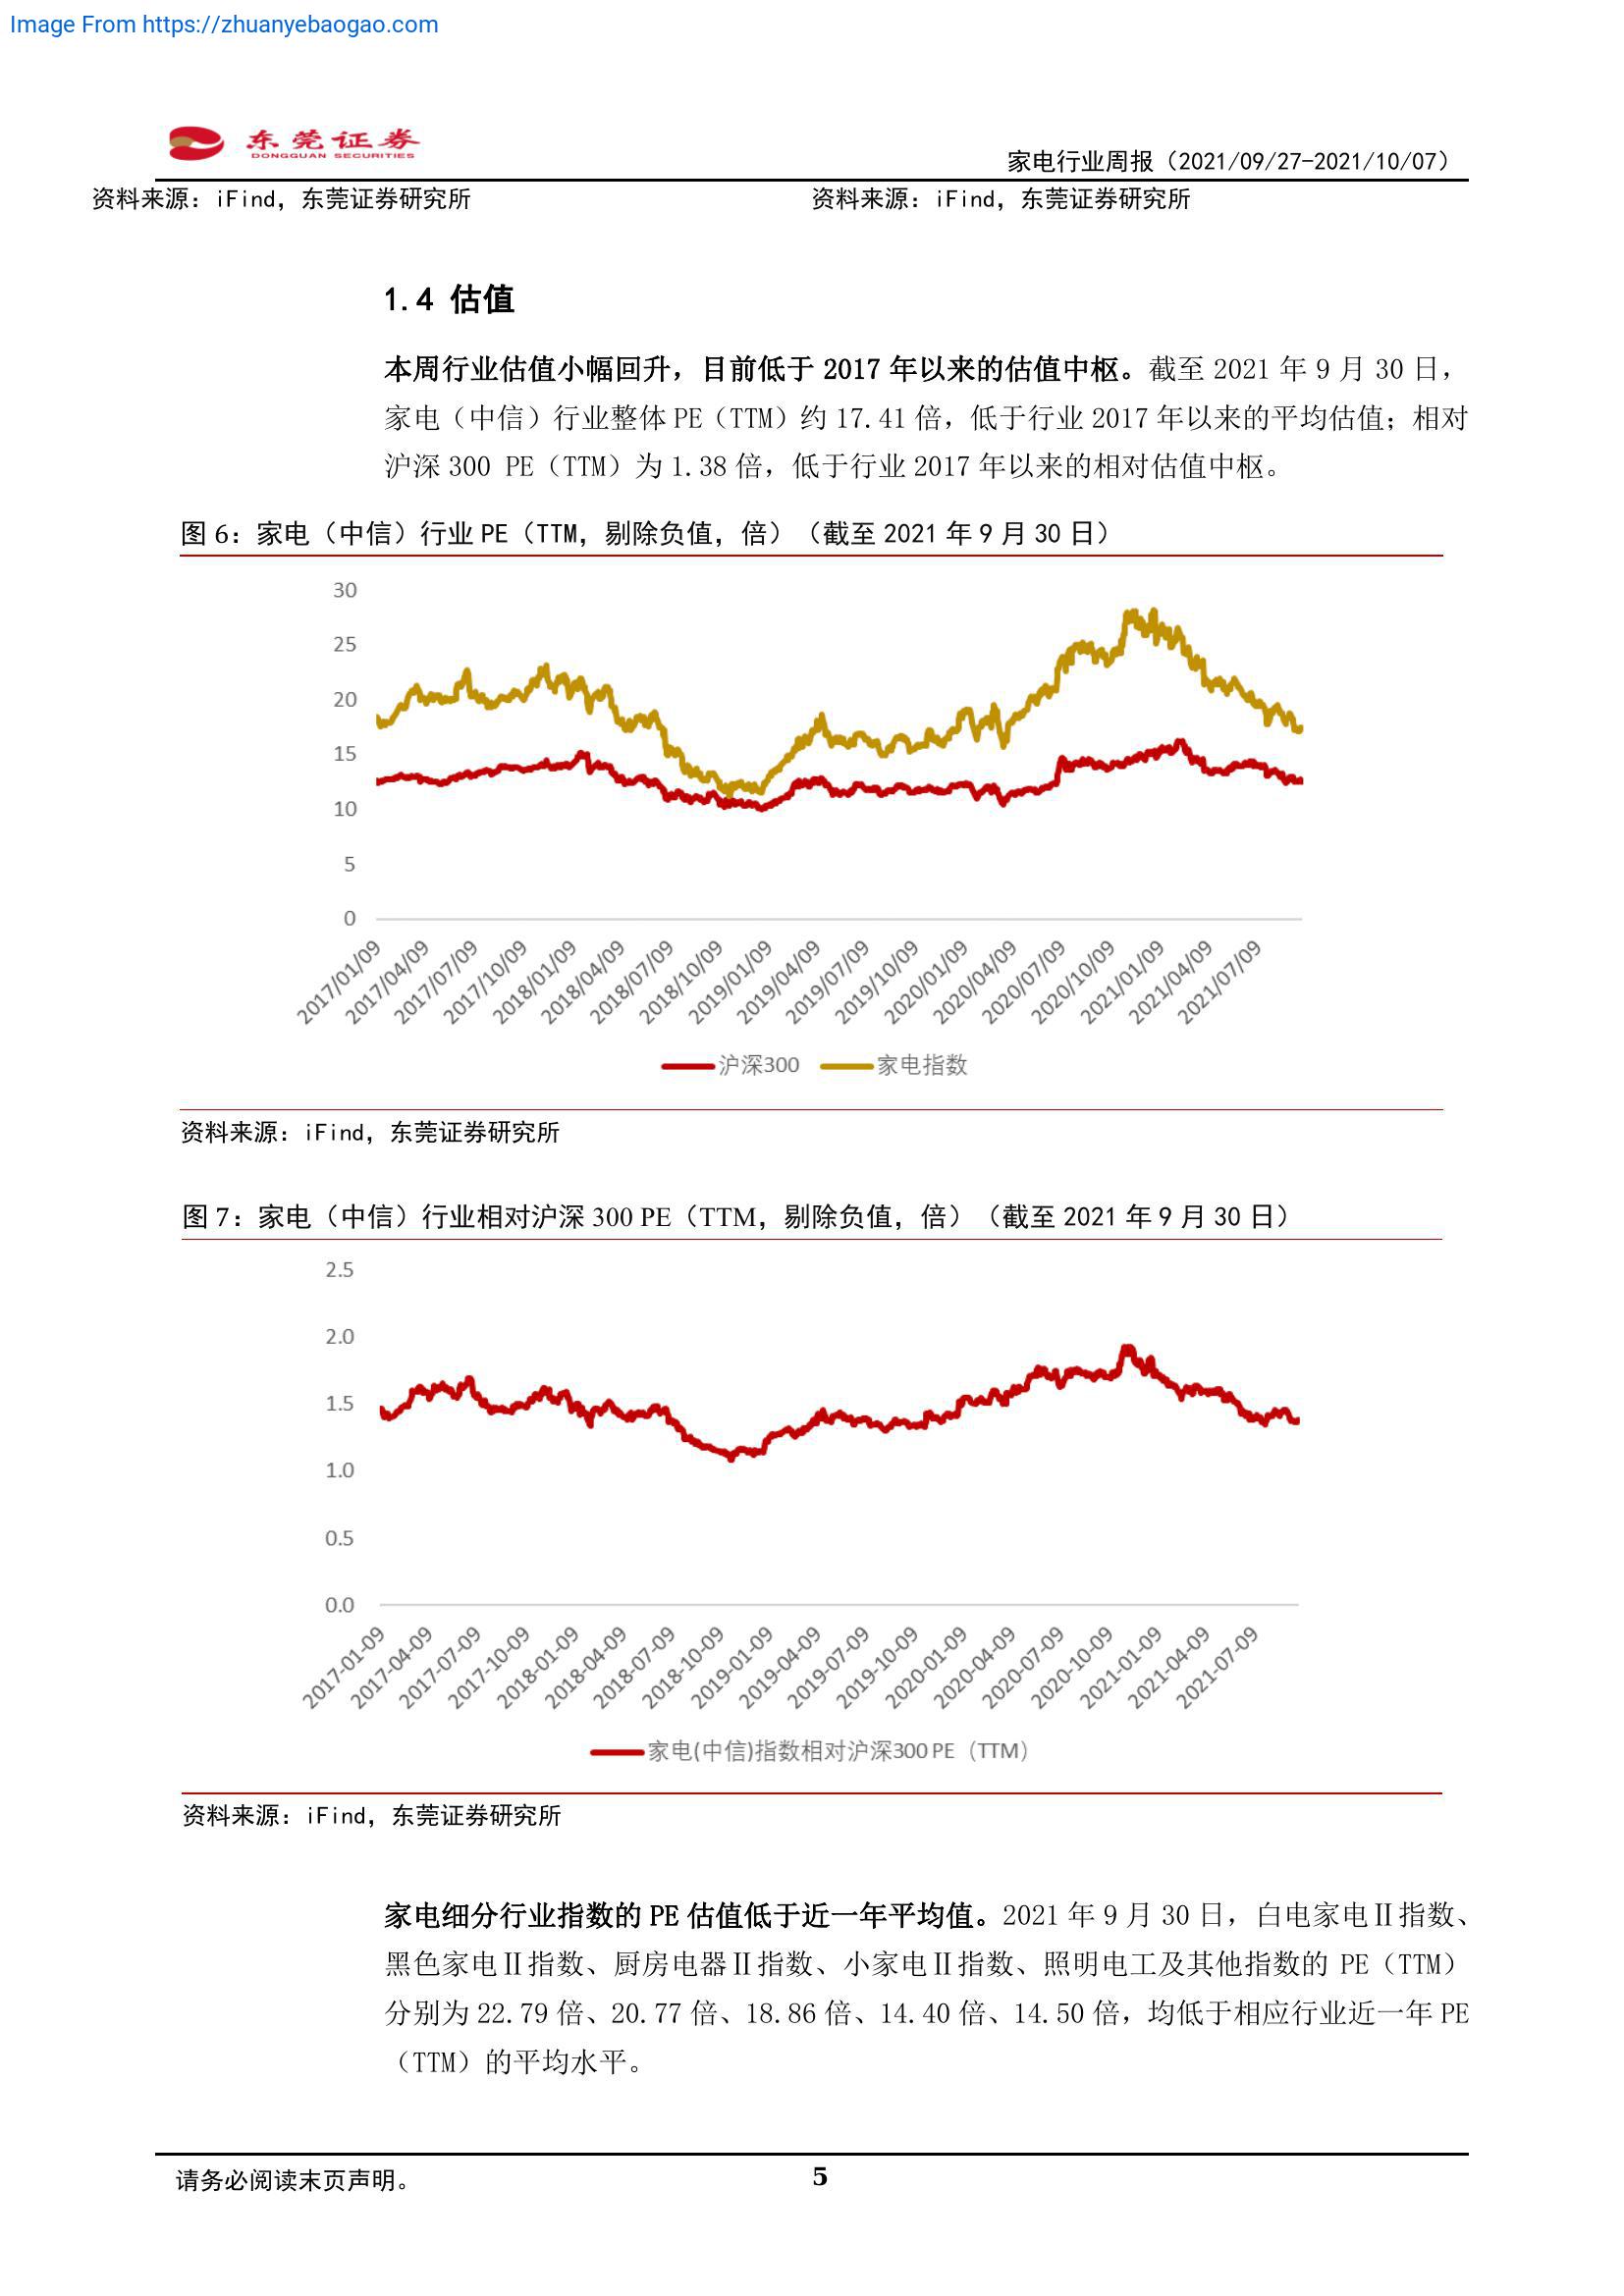 Image From https://zhuanyebaogao.com
东莞证券
DONGGUAN SECURITIES
家电行业周报（2021/09/27-2021/10/07）
资料来源：iFind，东莞证券研究所
资料来源：iFind，东莞证券研究所
1.4 估值
本周行业估值小幅回升，目前低于 2017 年以来的估值中枢。截至 2021 年 9 月 30 日，
家电（中信）行业整体 PE（TTM）约 17.41 倍，低于行业 2017 年以来的平均估值；相对
沪深 300 PE（TTM）为 1.38 倍，低于行业 2017 年以来的相对估值中枢。
图 6：家电（中信）行业 PE（TTM，剔除负值，倍）（截至 2021 年 9 月 30 日）
30
25
20
15
10
5
0
2017/01/09
2017/04/09
2017/07/09
2017/10/09
2018/01/09
2018/04/09
2018/07/09
2018/10/09
2019/01/09
2019/04/09
2019/07/09
2019/10/09
2020/01/09
2020/04/09
2020/07/09
2020/10/09
2021/01/09
2021/04/09
2021/07/09
沪深300 家电指数
资料来源：iFind，东莞证券研究所
图 7：家电（中信）行业相对沪深 300 PE（TTM，剔除负值，倍）（截至 2021 年 9 月 30 日）
2.5
2.0
1.5
1.0
0.5
0.0
2017-01-09
2017-04-09
2017-07-09
2017-10-09
2018-01-09
2018-04-09
2018-07-09
2018-10-09
2019-01-09
2019-04-09
2019-07-09
2019-10-09
2020-01-09
2020-04-09
2020-07-09
2020-10-09
2021-01-09
2021-04-09
2021-07-09
家电(中信)指数相对沪深300 PE（TTM）
资料来源：iFind，东莞证券研究所
家电细分行业指数的 PE 估值低于近一年平均值。2021 年 9 月 30 日，白电家电Ⅱ指数、
黑色家电Ⅱ指数、厨房电器Ⅱ指数、小家电Ⅱ指数、照明电工及其他指数的 PE（TTM）
分别为 22.79 倍、20.77 倍、18.86 倍、14.40 倍、14.50 倍，均低于相应行业近一年 PE
（TTM）的平均水平。
请务必阅读末页声明。
5